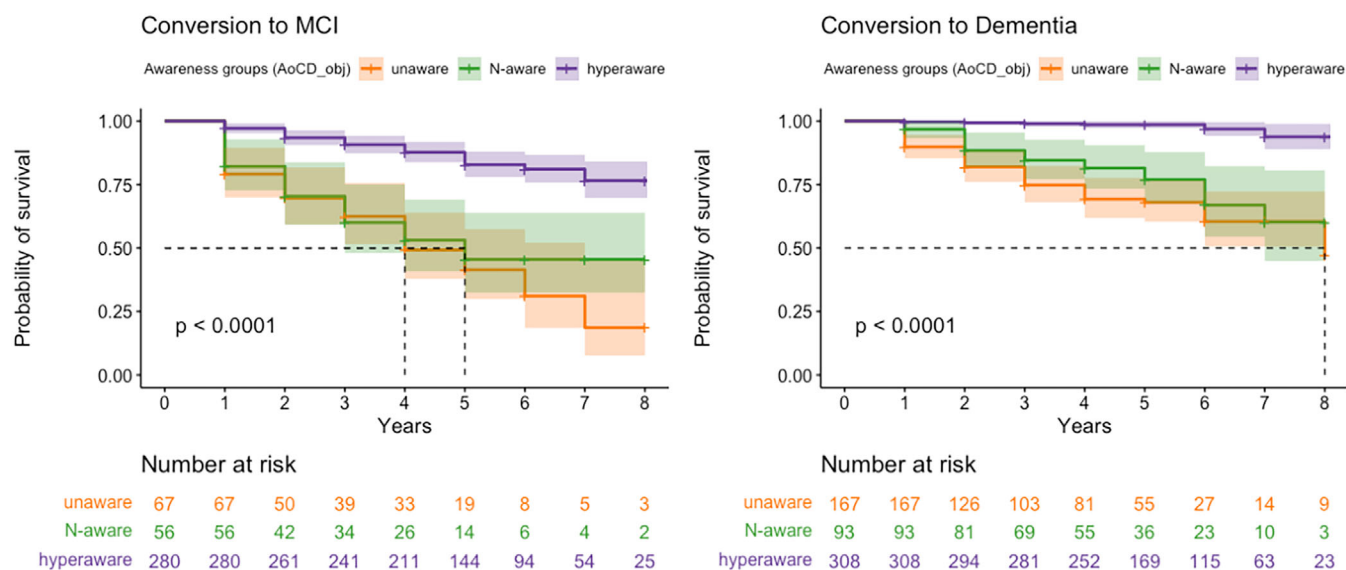 Conversion to MCI
Awareness groups (AoCD_obj) unaware N-aware hyperaware
Probability of survival
1.00
0.75
0.50
0.25
0.00
p < 0.0001
0 1 2 3 4 5 6 7 8
Years
Number at risk
unaware 67 67 50 39 33 19 8 5 3
N-aware 56 56 42 34 26 14 6 4 2
hyperaware 280 280 261 241 211 144 94 54 25
Conversion to Dementia
Awareness groups (AoCD_obj) unaware N-aware hyperaware
Probability of survival
1.00
0.75
0.50
0.25
0.00
p < 0.0001
0 1 2 3 4 5 6 7 8
Years
Number at risk
unaware 167 167 126 103 81 55 27 14 9
N-aware 93 93 81 69 55 36 23 10 3
hyperaware 308 308 294 281 252 169 115 63 23